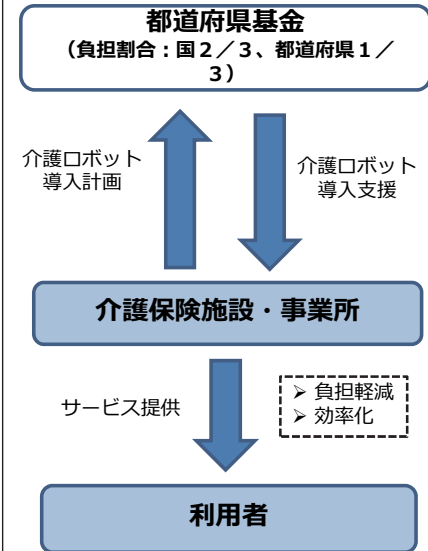 都道府県基金
（負担割合：国２／３、都道府県１／
３）
介護ロボット
導入計画
介護ロボット
導入支援
介護保険施設・事業所
サービス提供
➢ 負担軽減
➢ 効率化
利用者